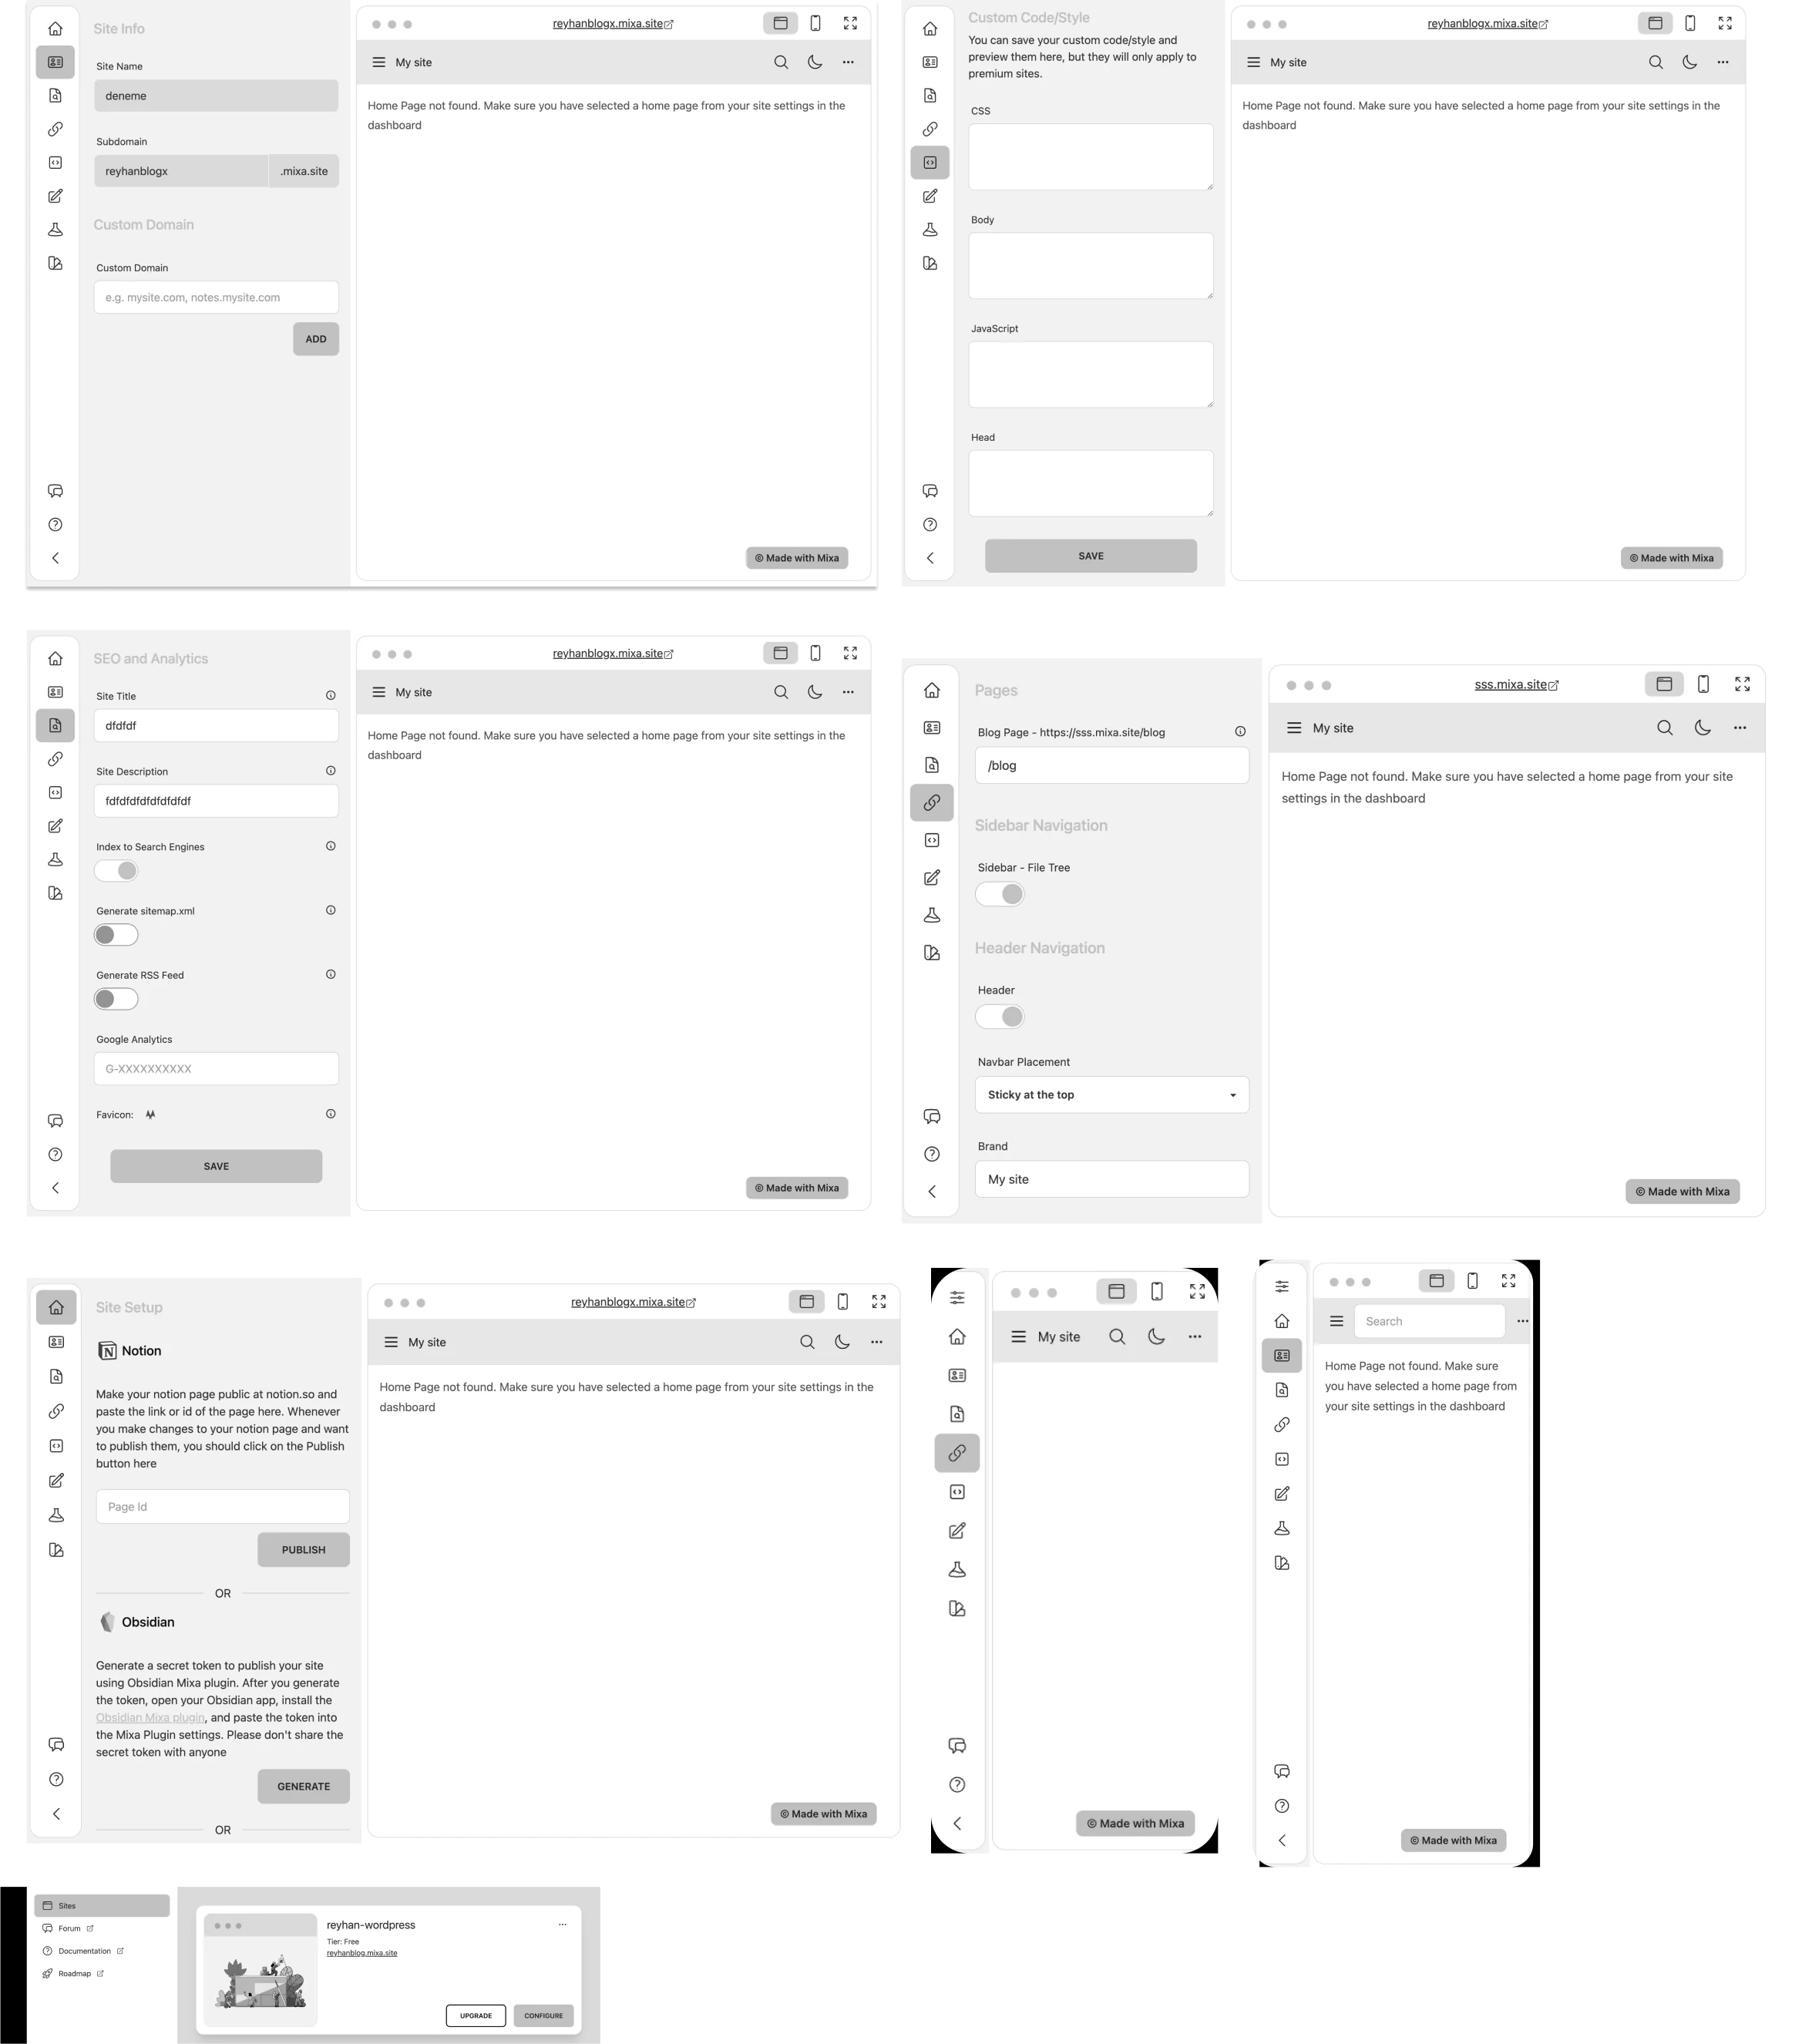 Site Info
Site Name
deneme
Subdomain
reyhanblogx
.mixa.site
Custom Domain
Custom Domain
e.g. mysite.com, notes.mysite.com
ADD
reyhanblogx.mixa.site
My site
Home Page not found. Make sure you have selected a home page from your site settings in the
dashboard
© Made with Mixa
Custom Code/Style
You can save your custom code/style and
preview them here, but they will only apply to
premium sites.
CSS
Body
JavaScript
Head
SAVE
reyhanblogx.mixa.site
My site
Home Page not found. Make sure you have selected a home page from your site settings in the
dashboard
© Made with Mixa
SEO and Analytics
Site Title
dfdfdf
Site Description
fdfdfdfdfdfdfdfdf
Index to Search Engines
Generate sitemap.xml
Generate RSS Feed
Google Analytics
G-XXXXXXXXXX
Favicon:
SAVE
reyhanblogx.mixa.site
My site
Home Page not found. Make sure you have selected a home page from your site settings in the
dashboard
© Made with Mixa
Pages
Blog Page - https://sss.mixa.site/blog
/blog
Sidebar Navigation
Sidebar - File Tree
Header Navigation
Header
Navbar Placement
Sticky at the top
Brand
My site
sss.mixa.site
My site
Home Page not found. Make sure you have selected a home page from your site
settings in the dashboard
© Made with Mixa
Site Setup
Notion
Make your notion page public at notion.so and
paste the link or id of the page here. Whenever
you make changes to your notion page and want
to publish them, you should click on the Publish
button here
Page Id
PUBLISH
OR
Obsidian
Generate a secret token to publish your site
using Obsidian Mixa plugin. After you generate
the token, open your Obsidian app, install the
Obsidian Mixa plugin, and paste the token into
the Mixa Plugin settings. Please don't share the
secret token with anyone
GENERATE
OR
reyhanblogx.mixa.site
My site
Home Page not found. Make sure you have selected a home page from your site settings in the
dashboard
© Made with Mixa
My site
© Made with Mixa
Search
Home Page not found. Make sure
you have selected a home page from
your site settings in the dashboard
© Made with Mixa
Sites
Forum
Documentation
Roadmap
reyhan-wordpress
Tier: Free
reyhanblog.mixa.site
UPGRADE
CONFIGURE